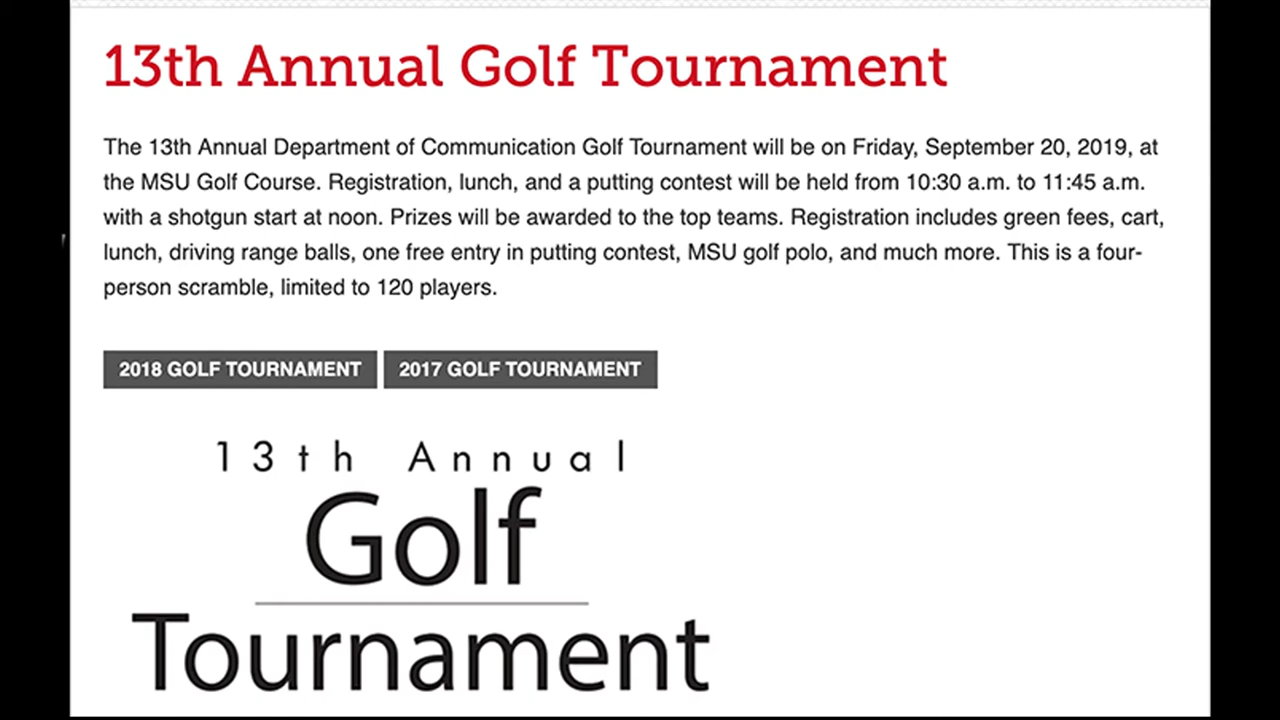 13th Annual Golf Tournament
The 13th Annual Department of Communication Golf Tournament will be on Friday, September 20, 2019, at
the MSU Golf Course. Registration, lunch, and a putting contest will be held from 10:30 a.m. to 11:45 a.m.
with a shotgun start at noon. Prizes will be awarded to the top teams. Registration includes green fees, cart,
lunch, driving range balls, one free entry in putting contest, MSU golf polo, and much more. This is a four-
person scramble, limited to 120 players.
2018 GOLF TOURNAMENT 2017 GOLF TOURNAMENT
13th Annual
Golf
Tournament